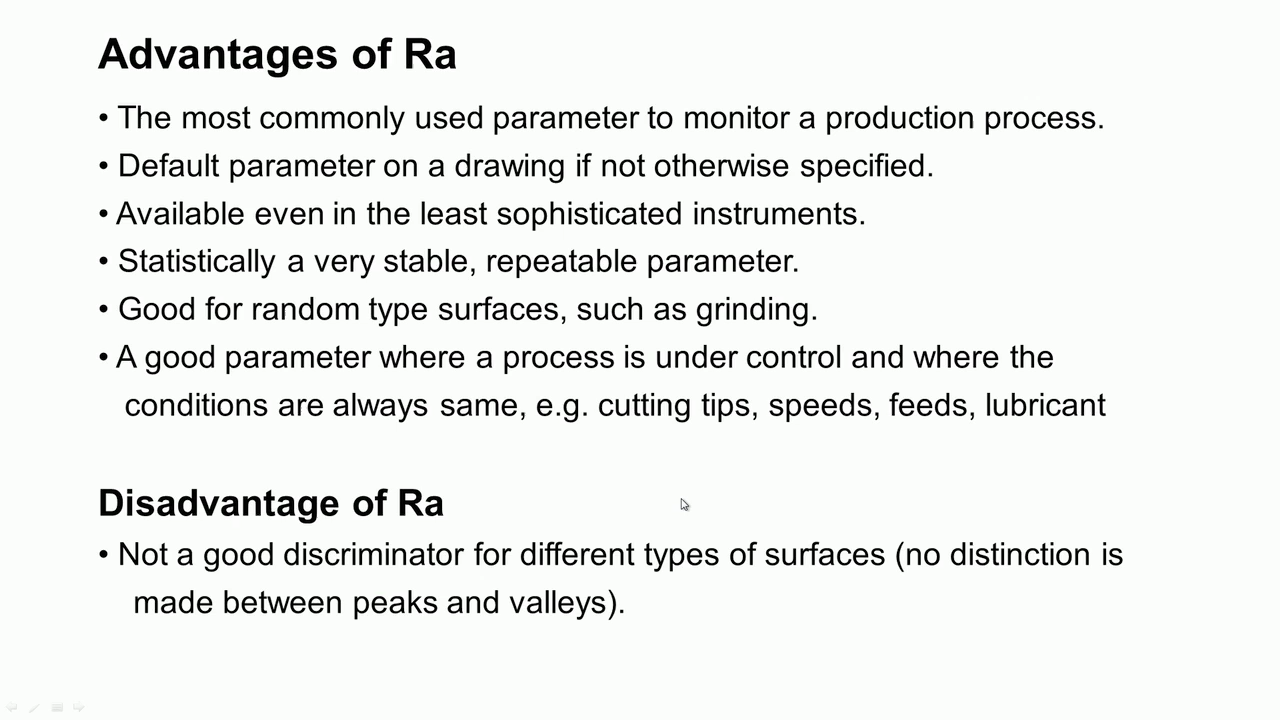 Advantages of Ra
• The most commonly used parameter to monitor a production process.
• Default parameter on a drawing if not otherwise specified.
• Available even in the least sophisticated instruments.
• Statistically a very stable, repeatable parameter.
• Good for random type surfaces, such as grinding.
• A good parameter where a process is under control and where the
conditions are always same, e.g. cutting tips, speeds, feeds, lubricant
Disadvantage of Ra
• Not a good discriminator for different types of surfaces (no distinction is
made between peaks and valleys).